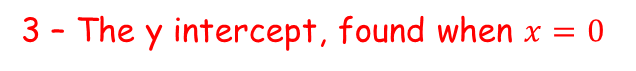 3 – The y intercept, found when x = 0